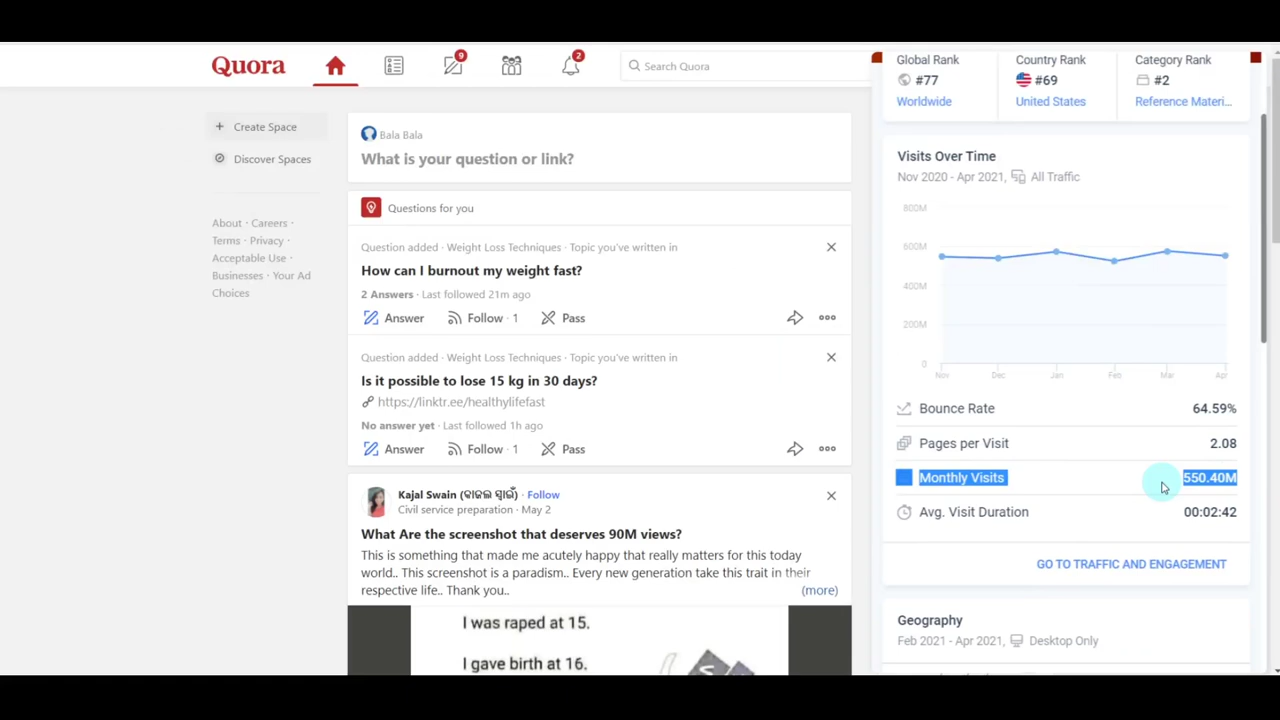 Quora
9
2
Search Quora
Create Space
Discover Spaces
About · Careers ·
Terms · Privacy ·
Acceptable Use ·
Businesses · Your Ad
Choices
Bala Bala
What is your question or link?
Questions for you
Question added · Weight Loss Techniques · Topic you've written in
How can I burnout my weight fast?
2 Answers · Last followed 21m ago
Answer Follow · 1 Pass
Question added · Weight Loss Techniques · Topic you've written in
Is it possible to lose 15 kg in 30 days?
https://linktr.ee/healthylifefast
No answer yet · Last followed 1h ago
Answer Follow · 1 Pass
Kajal Swain (କାଜଲ ସ୍ୱାଇଁ) · Follow
Civil service preparation · May 2
What Are the screenshot that deserves 90M views?
This is something that made me acutely happy that really matters for this today
world.. This screenshot is a paradism.. Every new generation take this trait in their
respective life.. Thank you..
(more)
I was raped at 15.
I gave birth at 16.
Global Rank Country Rank Category Rank
#77 #69 #2
Worldwide United States Reference Materi...
Visits Over Time
Nov 2020 - Apr 2021, All Traffic
800M
600M
400M
200M
0
Nov Dec Jan Feb Mar Apr
Bounce Rate 64.59%
Pages per Visit 2.08
Monthly Visits 550.40M
Avg. Visit Duration 00:02:42
GO TO TRAFFIC AND ENGAGEMENT
Geography
Feb 2021 - Apr 2021, Desktop Only